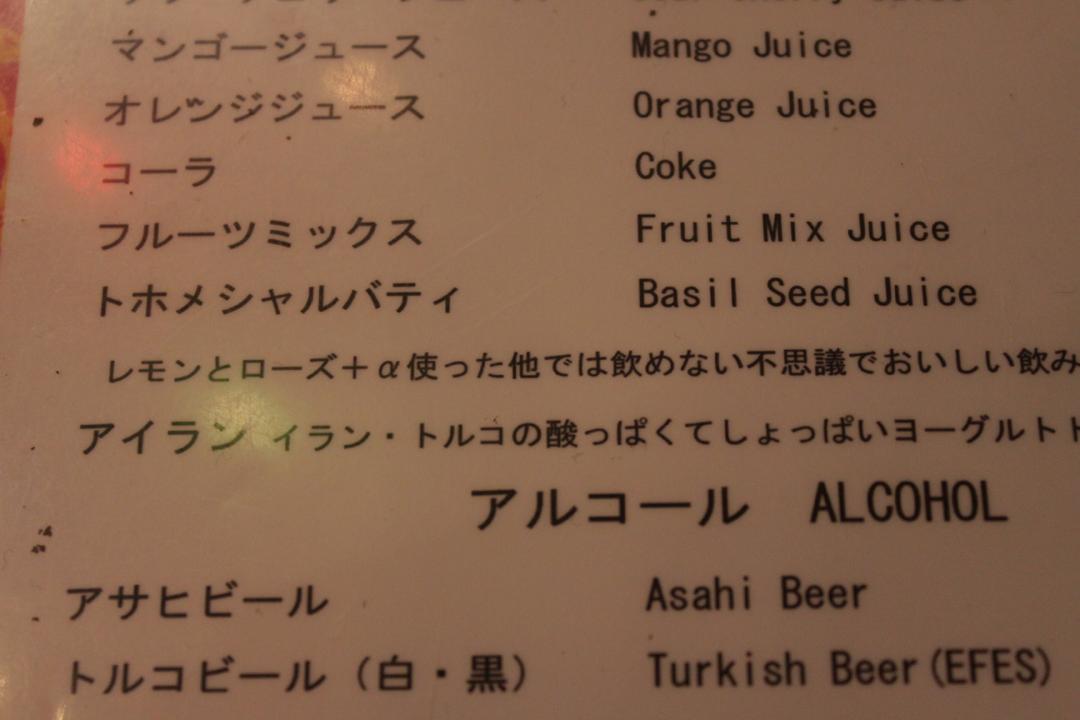 マンゴージュース Mango Juice
オレンジジュース Orange Juice
コーラ Coke
フルーツミックス Fruit Mix Juice
トホメシャルバティ Basil Seed Juice
レモンとローズ＋α使った他では飲めない不思議でおいしい飲み
アイラン イラン・トルコの酸っぱくてしょっぱいヨーグルトト
アルコール ALCOHOL
アサヒビール Asahi Beer
トルコビール（白・黒） Turkish Beer(EFES)